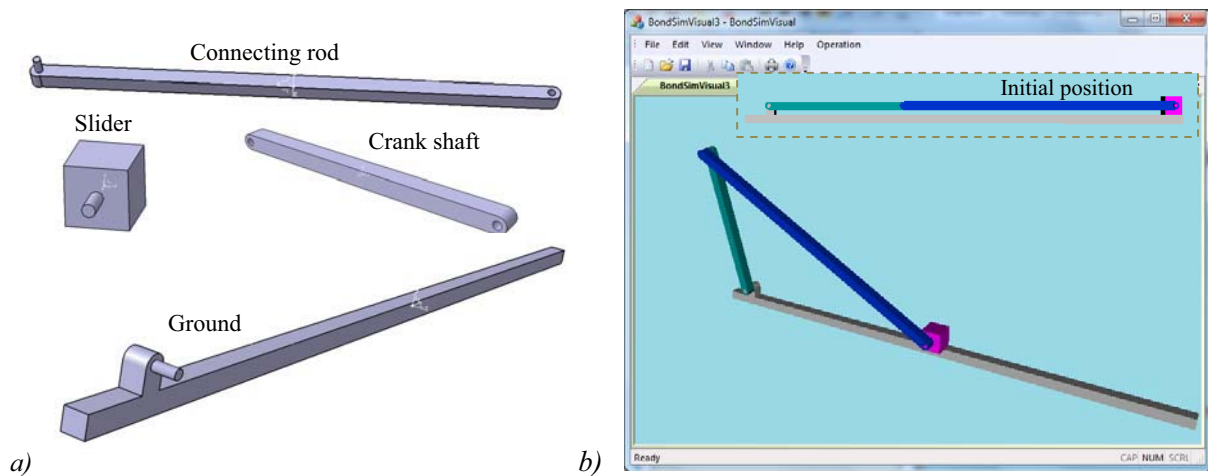 Connecting rod
Slider
Crank shaft
Ground
a)
b)
BondSimVisual3 - BondSimVisual
File Edit View Window Help Operation
BondSimVisual3
Initial position
Ready
CAP NUM SCRL